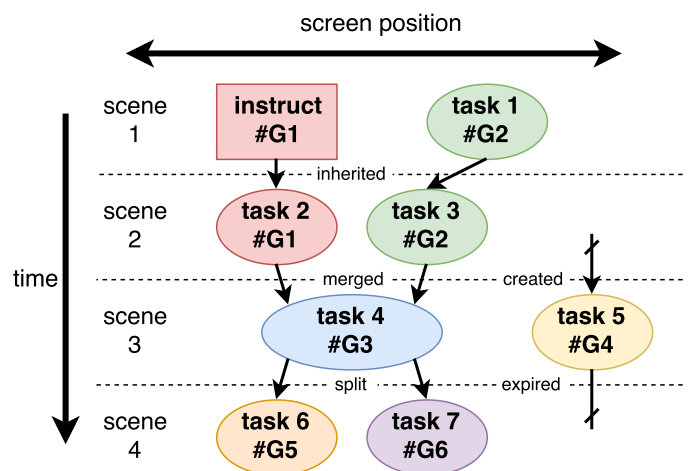 screen position
scene
1
instruct
#G1
task 1
#G2
inherited
scene
2
task 2
#G1
task 3
#G2
time
merged
created
scene
3
task 4
#G3
task 5
#G4
split
expired
scene
4
task 6
#G5
task 7
#G6